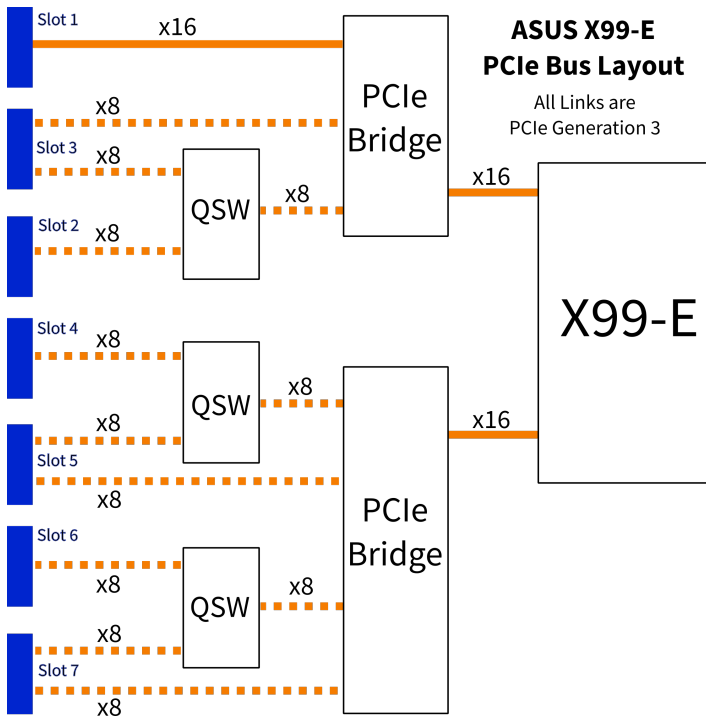 ASUS X99-E
PCIe Bus Layout
All Links are
PCIe Generation 3
Slot 1
x16
PCIe
Bridge
x8
Slot 3
x8
QSW
x8
x16
Slot 2
x8
X99-E
Slot 4
x8
QSW
x8
x8
x16
Slot 5
x8
PCIe
Bridge
Slot 6
x8
QSW
x8
x8
Slot 7
x8